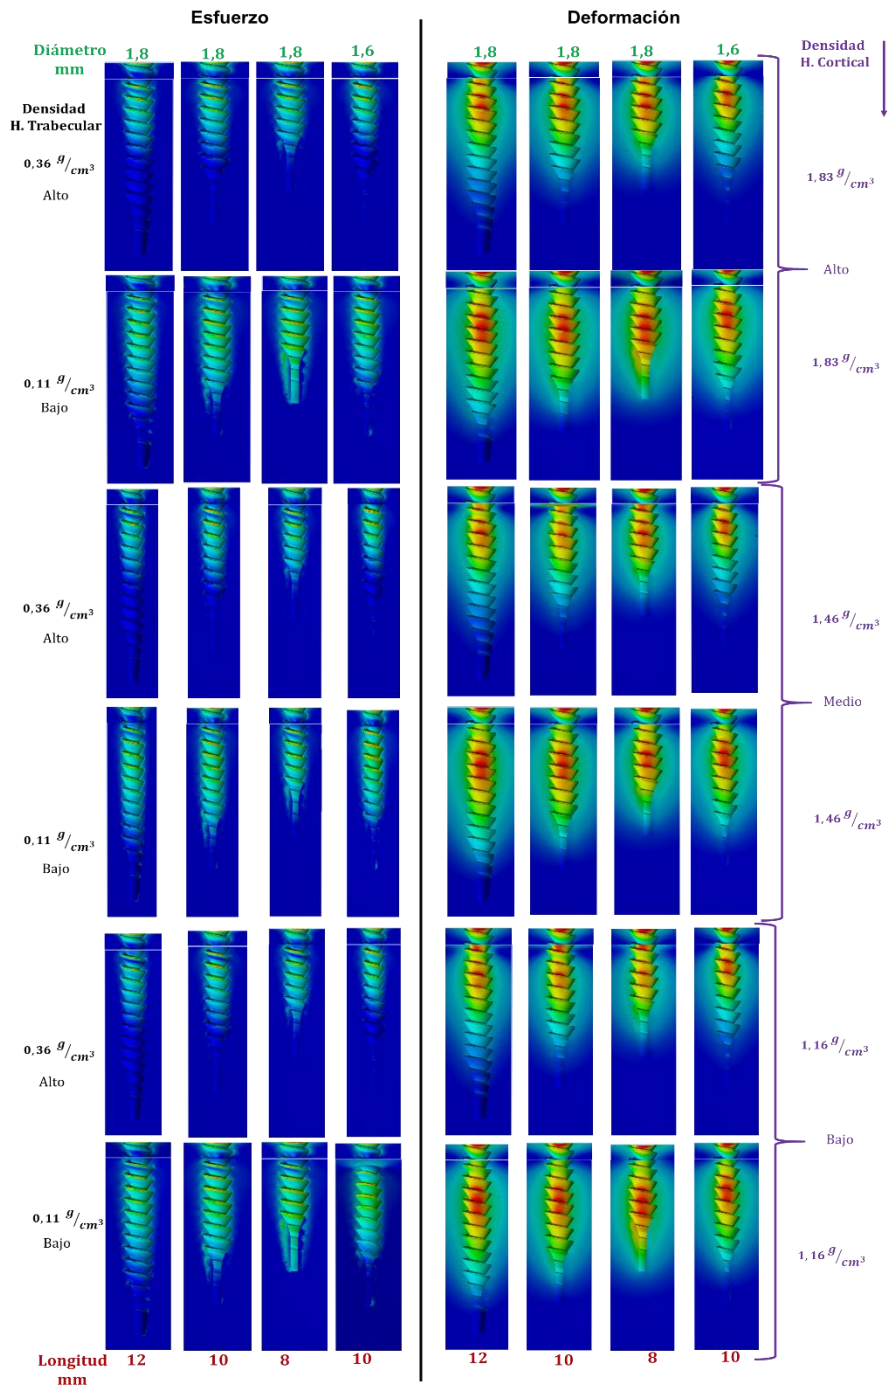 Esfuerzo
Deformación
Diámetro
mm
1,8 1,8 1,8 1,6
1,8 1,8 1,8 1,6
Densidad
H. Cortical
Densidad
H. Trabecular
0,36 g/cm³
Alto
1,83 g/cm³
Alto
0,11 g/cm³
Bajo
1,83 g/cm³
0,36 g/cm³
Alto
1,46 g/cm³
Medio
0,11 g/cm³
Bajo
1,46 g/cm³
0,36 g/cm³
Alto
1,16 g/cm³
Bajo
0,11 g/cm³
Bajo
1,16 g/cm³
Longitud
mm
12 10 8 10
12 10 8 10